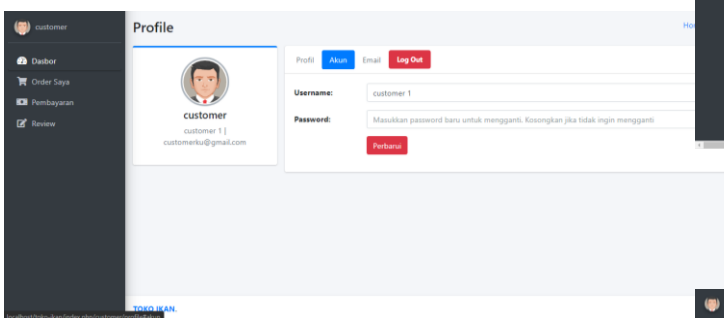 customer
Profile
Dasbor
Order Saya
Pembayaran
Review
customer
customer 1 |
customerku@gmail.com
Profil Akun Email Log Out
Username: customer 1
Password: Masukkan password baru untuk mengganti. Kosongkan jika tidak ingin mengganti
Perbarui
TOKO IKAN.